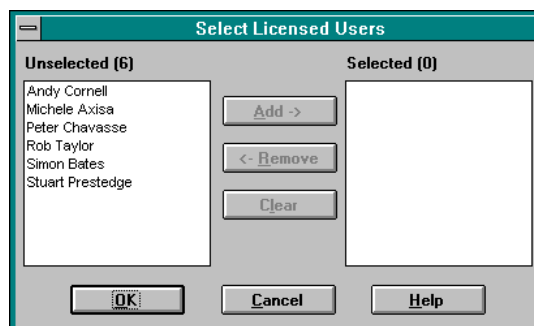 Select Licensed Users
Unselected (6)
Selected (0)
Andy Cornell
Michele Axisa
Peter Chavasse
Rob Taylor
Simon Bates
Stuart Prestedge
Add ->
<- Remove
Clear
OK
Cancel
Help